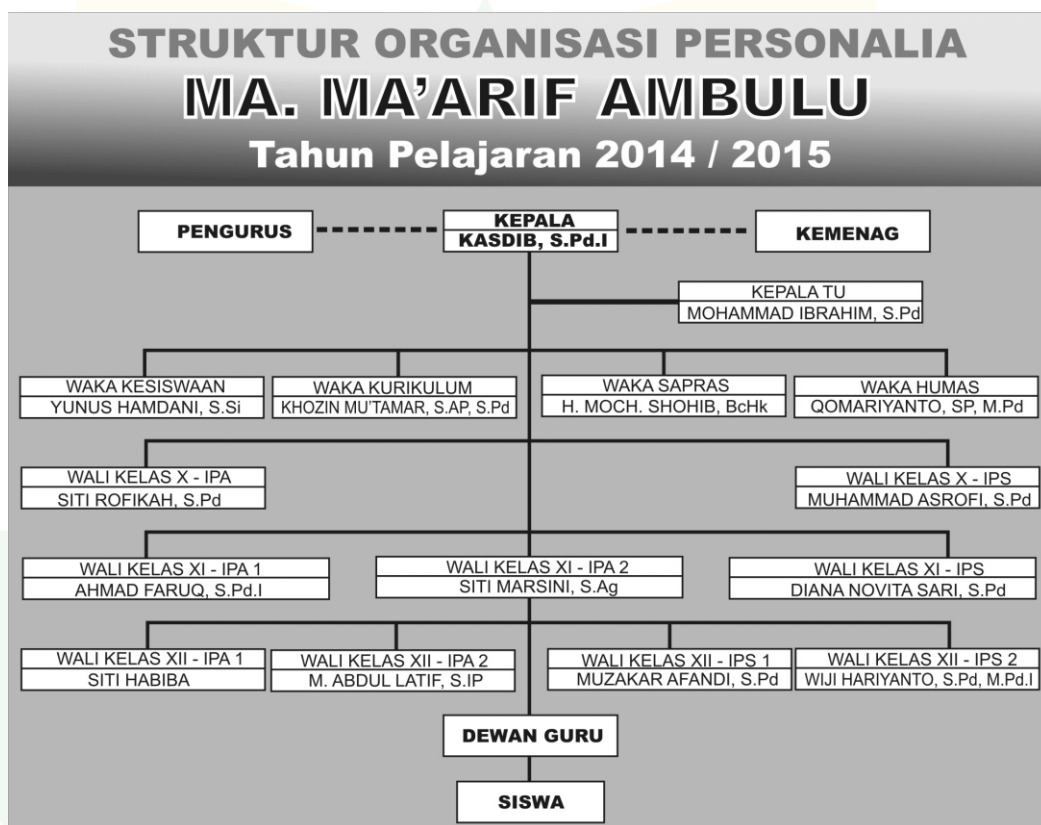 STRUKTUR ORGANISASI PERSONALIA
MA. MA’ARIF AMBULU
Tahun Pelajaran 2014 / 2015
PENGURUS
KEPALA
KASDIB, S.Pd.I
KEMENAG
KEPALA TU
MOHAMMAD IBRAHIM, S.Pd
WAKA KESISWAAN
YUNUS HAMDANI, S.Si
WAKA KURIKULUM
KHOZIN MU'TAMAR, S.AP, S.Pd
WAKA SAPRAS
H. MOCH. SHOHIB, BcHk
WAKA HUMAS
QOMARIYANTO, SP, M.Pd
WALI KELAS X - IPA
SITI ROFIKAH, S.Pd
WALI KELAS X - IPS
MUHAMMAD ASROFI, S.Pd
WALI KELAS XI - IPA 1
AHMAD FARUQ, S.Pd.I
WALI KELAS XI - IPA 2
SITI MARSINI, S.Ag
WALI KELAS XI - IPS
DIANA NOVITA SARI, S.Pd
WALI KELAS XII - IPA 1
SITI HABIBA
WALI KELAS XII - IPA 2
M. ABDUL LATIF, S.IP
WALI KELAS XII - IPS 1
MUZAKAR AFANDI, S.Pd
WALI KELAS XII - IPS 2
WIJI HARIYANTO, S.Pd, M.Pd.I
DEWAN GURU
SISWA